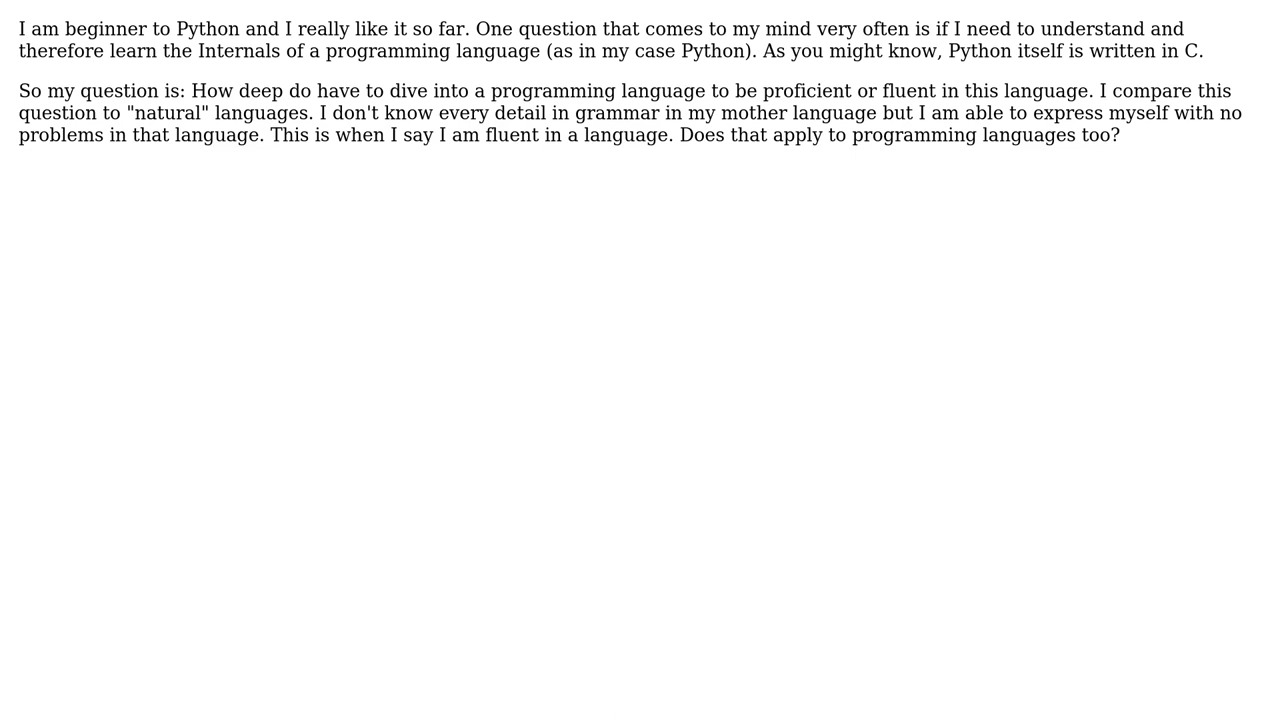 I am beginner to Python and I really like it so far. One question that comes to my mind very often is if I need to understand and
therefore learn the Internals of a programming language (as in my case Python). As you might know, Python itself is written in C.
So my question is: How deep do have to dive into a programming language to be proficient or fluent in this language. I compare this
question to "natural" languages. I don't know every detail in grammar in my mother language but I am able to express myself with no
problems in that language. This is when I say I am fluent in a language. Does that apply to programming languages too?